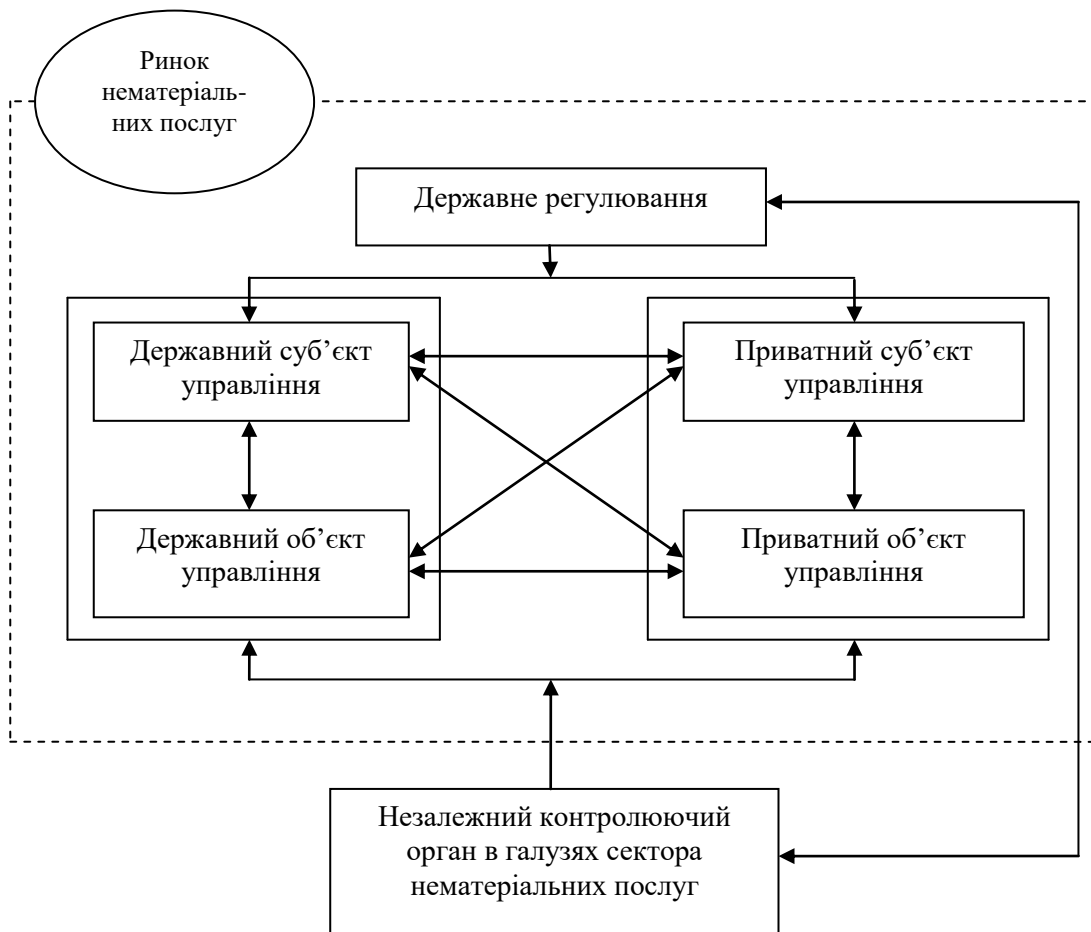 Ринок
нематеріаль-
них послуг
Державне регулювання
Державний суб’єкт
управління
Приватний суб’єкт
управління
Державний об’єкт
управління
Приватний об’єкт
управління
Незалежний контролюючий
орган в галузях сектора
нематеріальних послуг